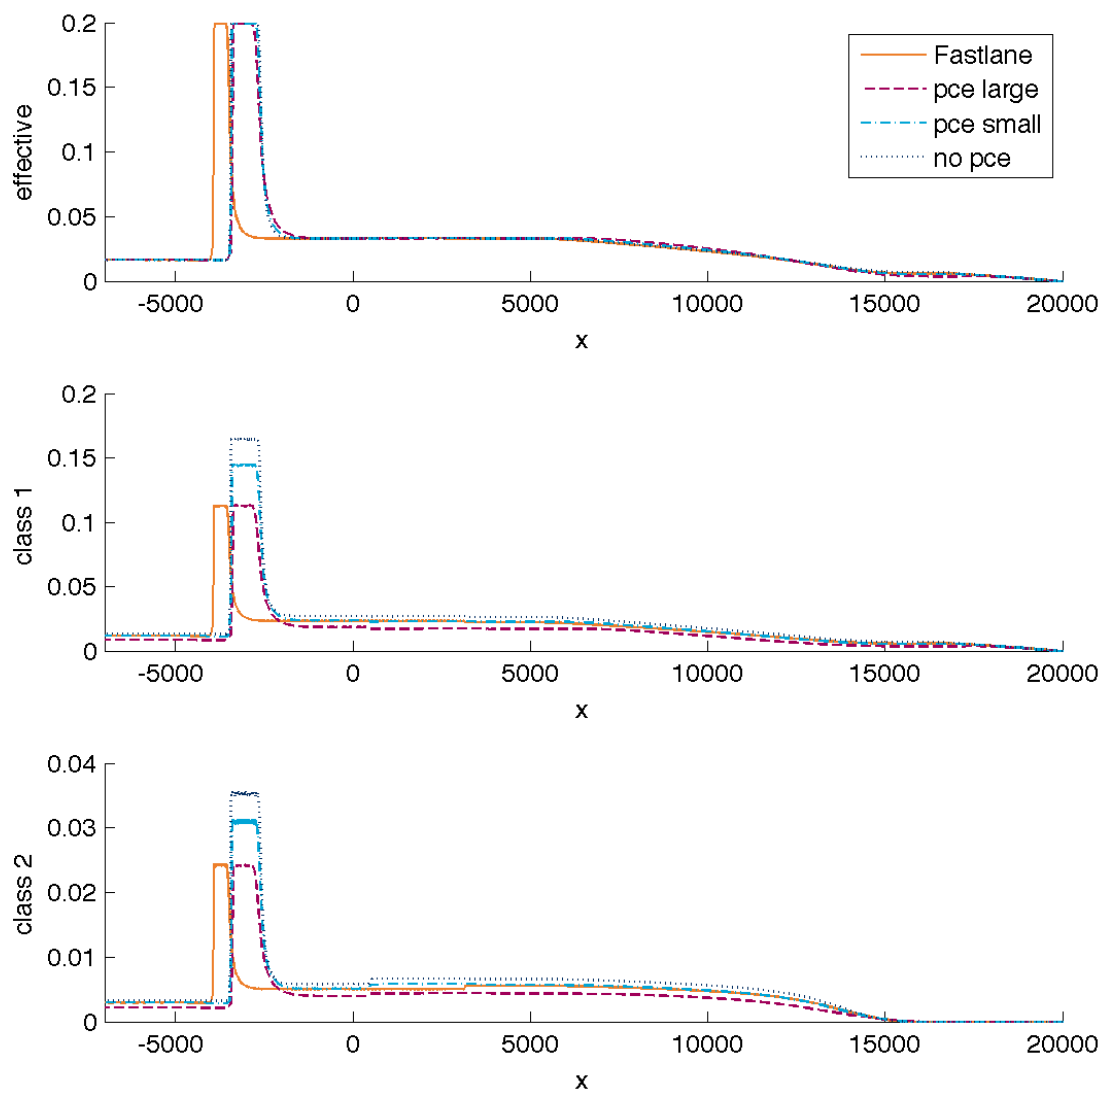 0.2
0.15
0.1
0.05
0
effective
-5000 0 5000 10000 15000 20000
x
Fastlane
pce large
pce small
no pce
0.2
0.15
0.1
0.05
0
class 1
-5000 0 5000 10000 15000 20000
x
0.04
0.03
0.02
0.01
0
class 2
-5000 0 5000 10000 15000 20000
x